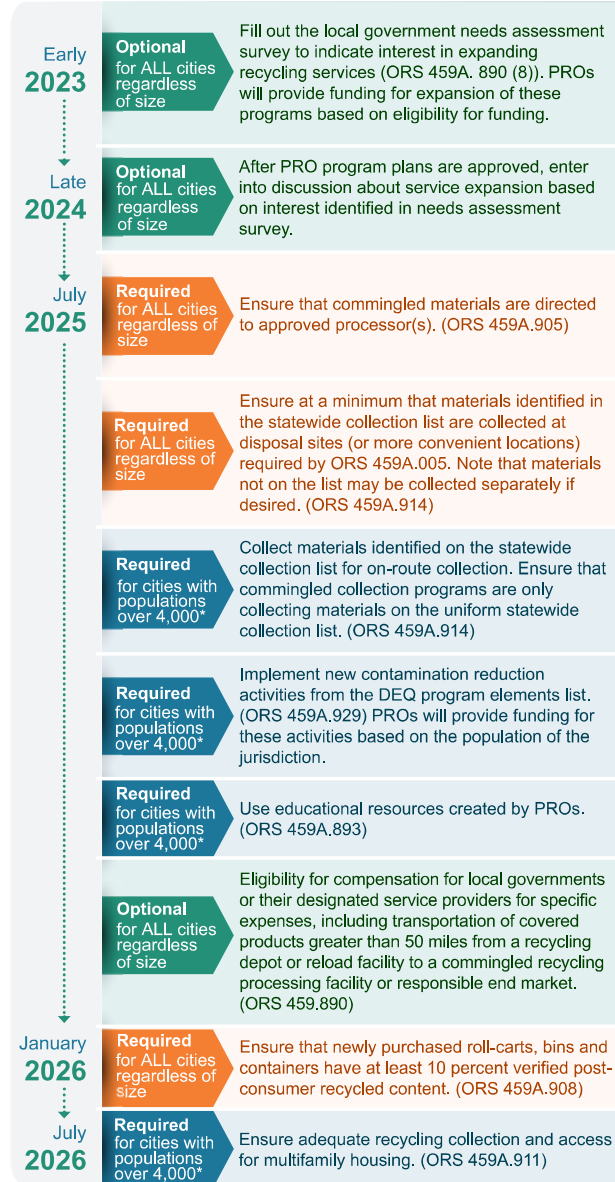 Early
2023
Optional
for ALL cities
regardless
of size
Fill out the local government needs assessment
survey to indicate interest in expanding
recycling services (ORS 459A. 890 (8)). PROs
will provide funding for expansion of these
programs based on eligibility for funding.
Late
2024
Optional
for ALL cities
regardless
of size
After PRO program plans are approved, enter
into discussion about service expansion based
on interest identified in needs assessment
survey.
July
2025
Required
for ALL cities
regardless of
size
Ensure that commingled materials are directed
to approved processor(s). (ORS 459A.905)
Required
for ALL cities
regardless of
size
Ensure at a minimum that materials identified in
the statewide collection list are collected at
disposal sites (or more convenient locations)
required by ORS 459A.005. Note that materials
not on the list may be collected separately if
desired. (ORS 459A.914)
Required
for cities with
populations
over 4,000*
Collect materials identified on the statewide
collection list for on-route collection. Ensure that
commingled collection programs are only
collecting materials on the uniform statewide
collection list. (ORS 459A.914)
Required
for cities with
populations
over 4,000*
Implement new contamination reduction
activities from the DEQ program elements list.
(ORS 459A.929) PROs will provide funding for
these activities based on the population of the
jurisdiction.
Required
for cities with
populations
over 4,000*
Use educational resources created by PROs.
(ORS 459A.893)
Optional
for ALL cities
regardless
of size
Eligibility for compensation for local governments
or their designated service providers for specific
expenses, including transportation of covered
products greater than 50 miles from a recycling
depot or reload facility to a commingled recycling
processing facility or responsible end market.
(ORS 459.890)
January
2026
Required
for ALL cities
regardless of
size
Ensure that newly purchased roll-carts, bins and
containers have at least 10 percent verified post-
consumer recycled content. (ORS 459A.908)
July
2026
Required
for cities with
populations
over 4,000*
Ensure adequate recycling collection and access
for multifamily housing. (ORS 459A.911)